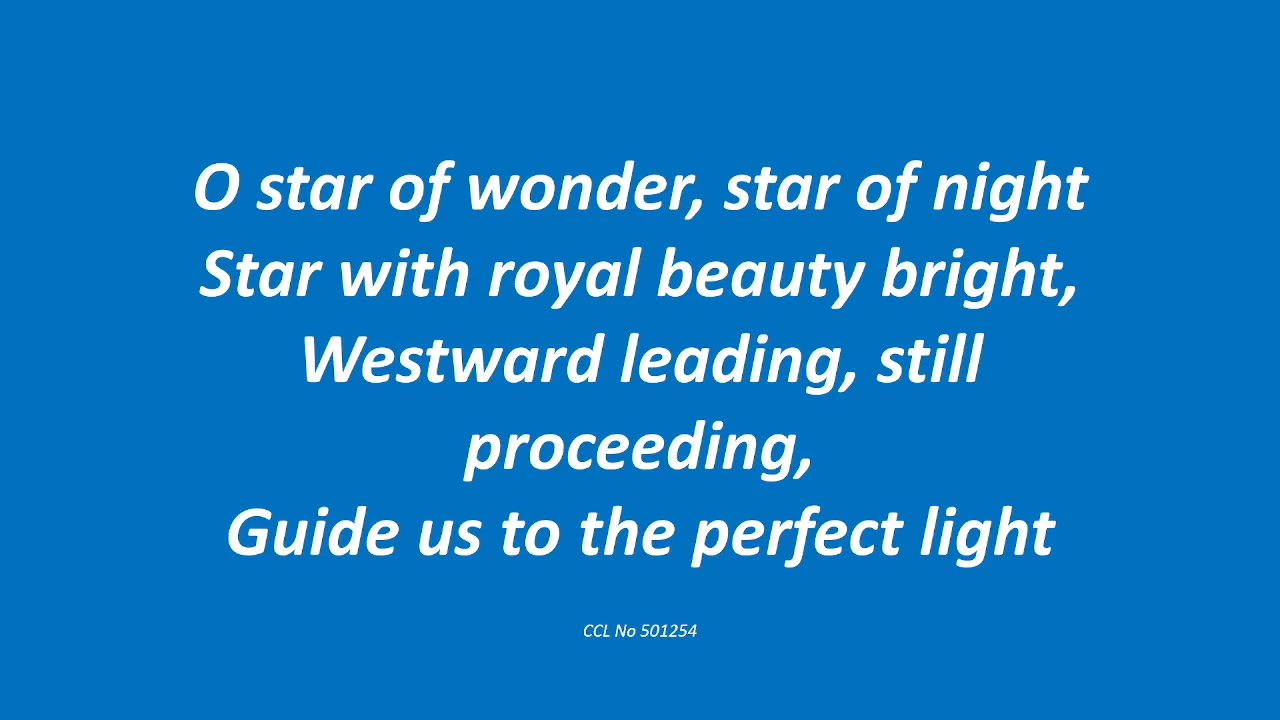 O star of wonder, star of night
Star with royal beauty bright,
Westward leading, still
proceeding,
Guide us to the perfect light
CCL No 501254